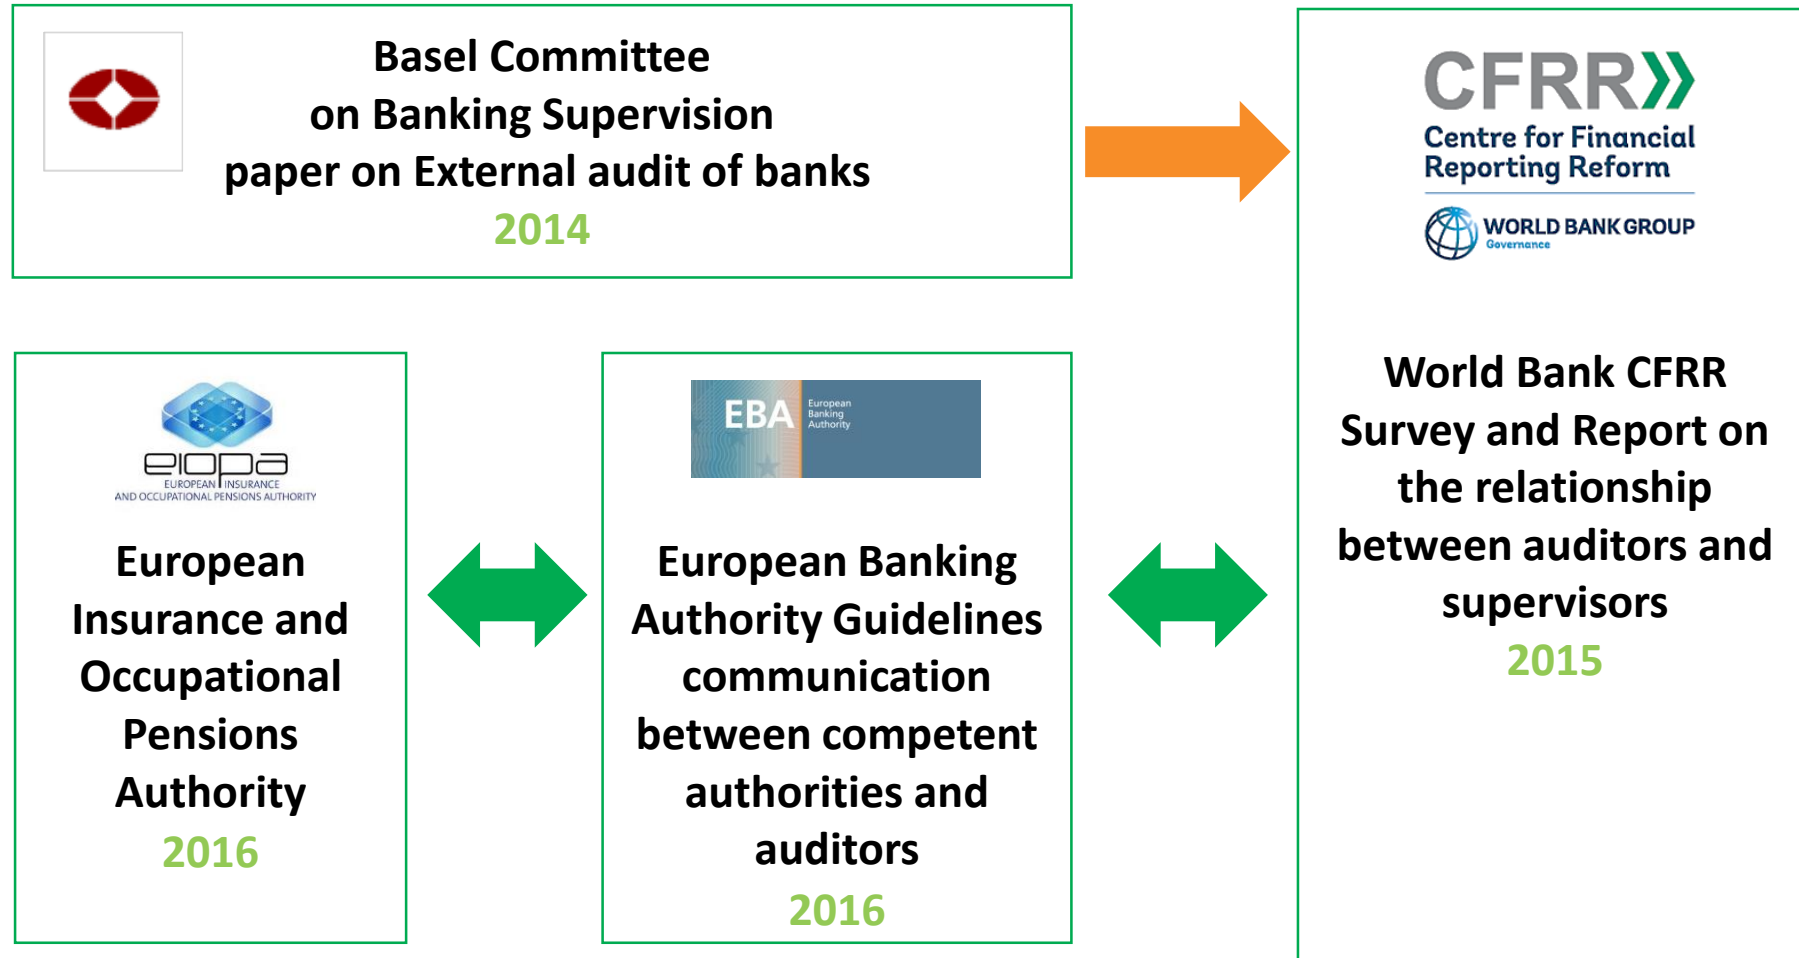 Basel Committee
on Banking Supervision
paper on External audit of banks
2014
CFRR
Centre for Financial
Reporting Reform
WORLD BANK GROUP
Governance
World Bank CFRR
Survey and Report on
the relationship
between auditors and
supervisors
2015
eiopa
EUROPEAN INSURANCE
AND OCCUPATIONAL PENSIONS AUTHORITY
European
Insurance and
Occupational
Pensions
Authority
2016
EBA
European
Banking
Authority
European Banking
Authority Guidelines
communication
between competent
authorities and
auditors
2016